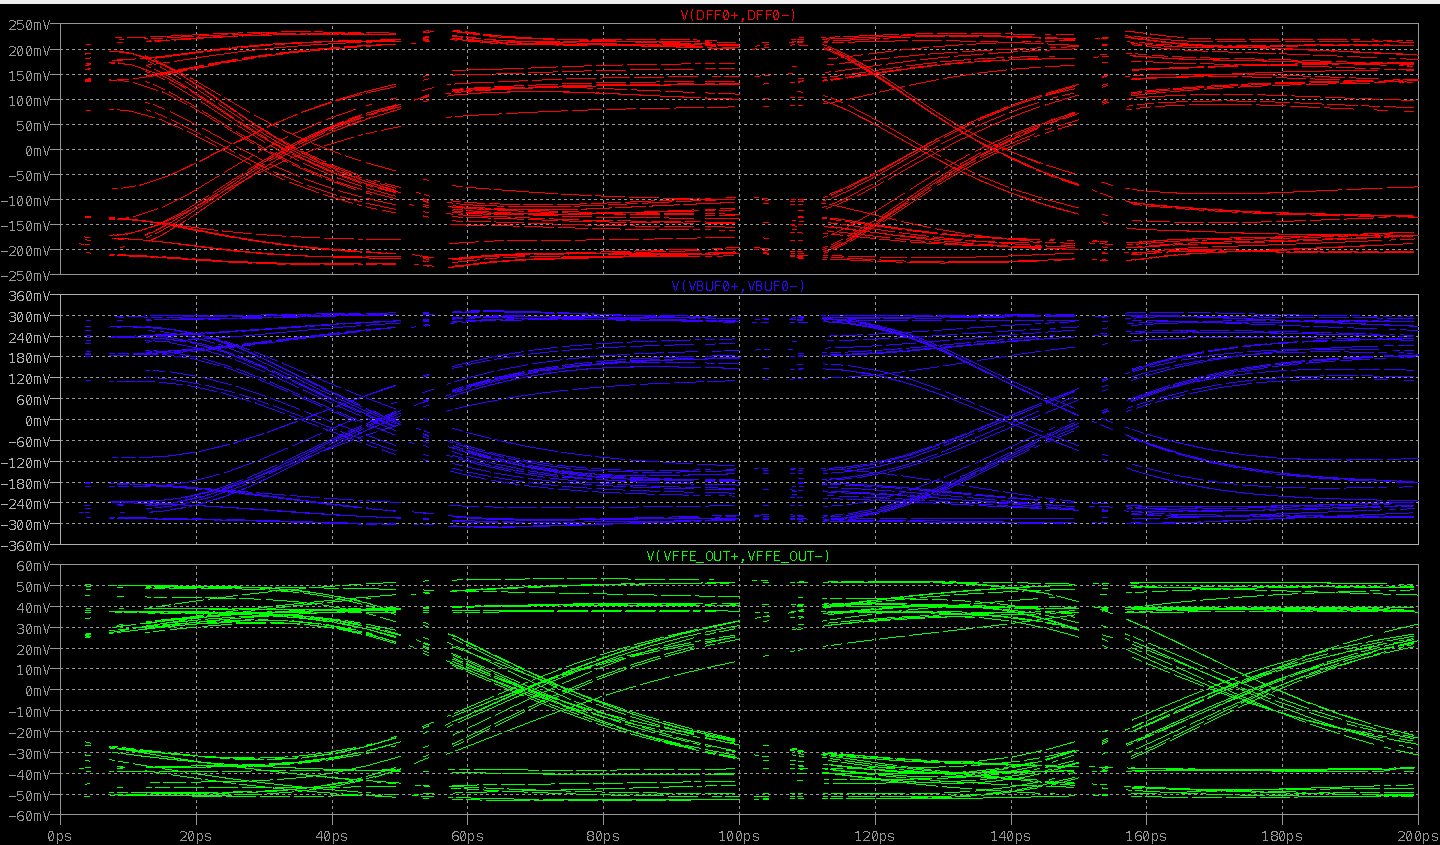 V(DFF0+,DFF0-)
250mV
200mV
150mV
100mV
50mV
0mV
-50mV
-100mV
-150mV
-200mV
-250mV
V(VBUF0+,VBUF0-)
360mV
300mV
240mV
180mV
120mV
60mV
0mV
-60mV
-120mV
-180mV
-240mV
-300mV
-360mV
V(VFFE_OUT+,VFFE_OUT-)
60mV
50mV
40mV
30mV
20mV
10mV
0mV
-10mV
-20mV
-30mV
-40mV
-50mV
-60mV
0ps 20ps 40ps 60ps 80ps 100ps 120ps 140ps 160ps 180ps 200ps